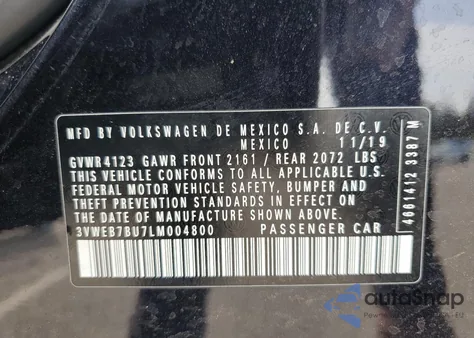 MFD BY VOLKSWAGEN DE MEXICO S.A. DE C.V.
MEXICO 11/19
GVWR 4123 GAWR FRONT 2161 / REAR 2072 LBS
THIS VEHICLE CONFORMS TO ALL APPLICABLE U.S.
FEDERAL MOTOR VEHICLE SAFETY, BUMPER AND
THEFT PREVENTION STANDARDS IN EFFECT ON THE
DATE OF MANUFACTURE SHOWN ABOVE.
3VWEB7BU7LM004800 PASSENGER CAR
4661412 3387 M
autoSnap